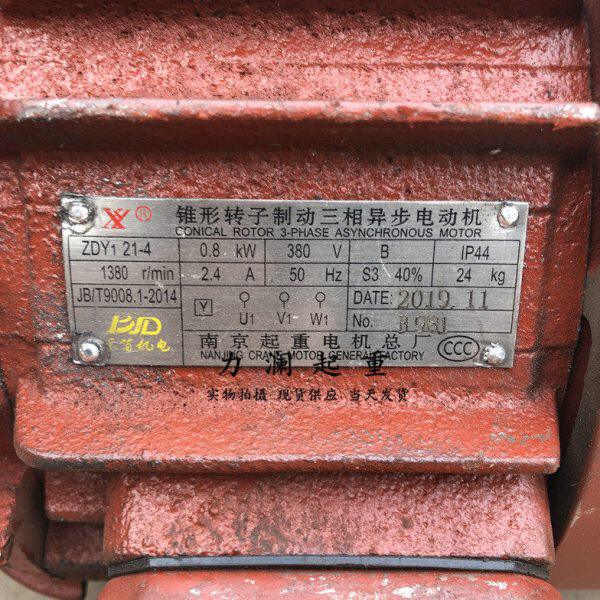 锥形转子制动三相异步电动机
CONICAL ROTOR 3-PHASE ASYNCHRONOUS MOTOR
ZDY1 21-4 0.8 kW 380 V B IP44
1380 r/min 2.4 A 50 Hz S3 40% 24 kg
JB/T9008.1-2014 Y U1 V1 W1 DATE: 2019.11
No.
南京起重电机总厂 CCC
NANJING CRANE MOTOR GENERAL FACTORY
力澜起重
实物拍摄 现货供应 当天发货
机电